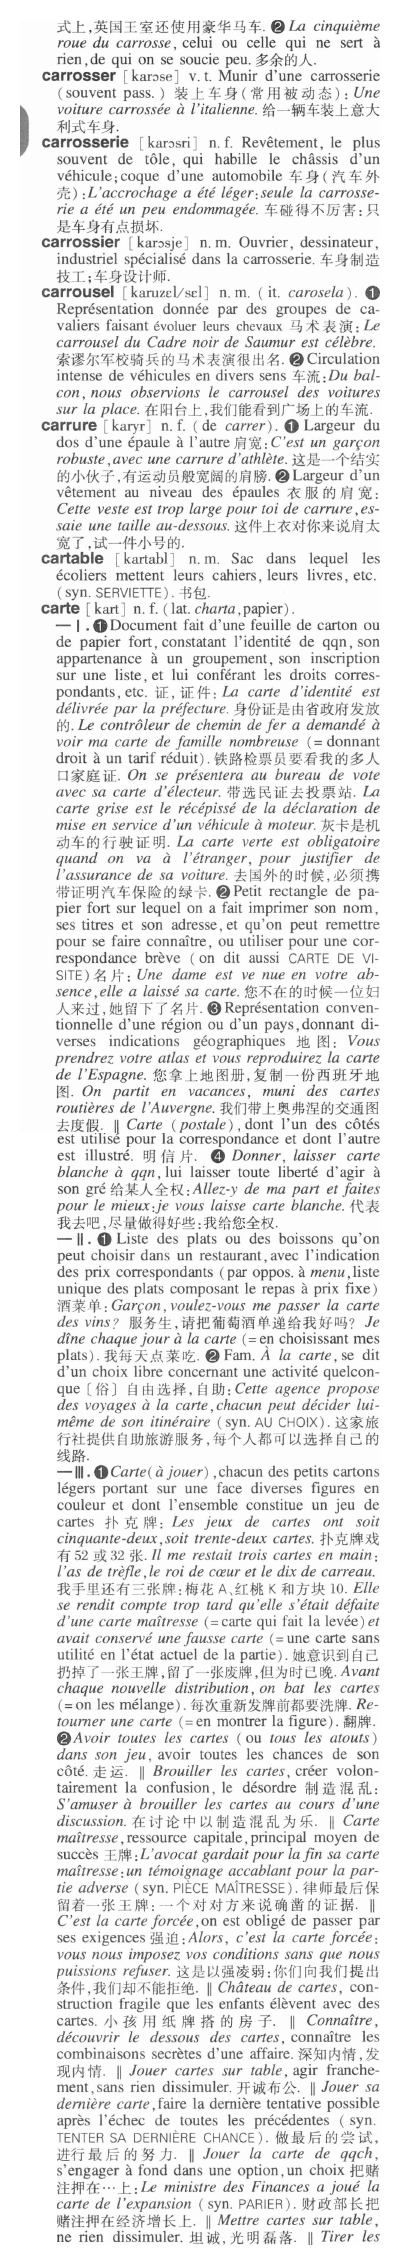 式上,英国王室还使用豪华马车. ❷ La cinquième
roue du carrosse, celui ou celle qui ne sert à
rien,de qui on se soucie peu. 多余的人.
carrosser [karɔse] v. t. Munir d'une carrosserie
(souvent pass.) 装上车身(常用被动态): Une
voiture carrossée à l'italienne. 给一辆车装上意大
利式车身.
carrosserie [karɔsri] n. f. Revêtement, le plus
souvent de tôle, qui habille le châssis d'un
véhicule;coque d'une automobile 车身(汽车外
壳):L'accrochage a été léger:seule la carrosse-
rie a été un peu endommagée. 车碰得不厉害:只
是车身有点损坏.
carrossier [karɔsje] n. m. Ouvrier, dessinateur,
industriel spécialisé dans la carrosserie. 车身制造
技工;车身设计师.
carrousel [karuzɛl/sɛl] n. m. (it. carosela). ❶
Représentation donnée par des groupes de ca-
valiers faisant évoluer leurs chevaux 马术表演: Le
carrousel du Cadre noir de Saumur est célèbre.
索谬尔军校骑兵的马术表演很出名. ❷Circulation
intense de véhicules en divers sens 车流:Du bal-
con, nous observions le carrousel des voitures
sur la place. 在阳台上,我们能看到广场上的车流.
carrure [karyr] n. f. (de carrer). ❶ Largeur du
dos d'une épaule à l'autre 肩宽:C'est un garçon
robuste,avec une carrure d'athlète. 这是一个结实
的小伙子,有运动员般宽阔的肩膀. ❷Largeur d'un
vêtement au niveau des épaules 衣服的肩宽:
Cette veste est trop large pour toi de carrure,es-
saie une taille au-dessous. 这件上衣对你来说肩太
宽了,试一件小号的.
cartable [kartabl] n. m. Sac dans lequel les
écoliers mettent leurs cahiers, leurs livres, etc.
(syn. SERVIETTE). 书包.
carte [kart] n. f. (lat. charta,papier).
— Ⅰ. ❶Document fait d'une feuille de carton ou
de papier fort, constatant l'identité de qqn, son
appartenance à un groupement, son inscription
sur une liste, et lui conférant les droits corres-
pondants, etc. 证,证件: La carte d'identité est
délivrée par la préfecture. 身份证是由省政府发放
的. Le contrôleur de chemin de fer a demandé à
voir ma carte de famille nombreuse (= donnant
droit à un tarif réduit). 铁路检票员要看我的多人
口家庭证. On se présentera au bureau de vote
avec sa carte d'électeur. 带选民证去投票站. La
carte grise est le récépissé de la déclaration de
mise en service d'un véhicule à moteur. 灰卡是机
动车的行驶证明. La carte verte est obligatoire
quand on va à l'étranger, pour justifier de
l'assurance de sa voiture. 去国外的时候,必须携
带证明汽车保险的绿卡. ❷Petit rectangle de pa-
pier fort sur lequel on a fait imprimer son nom,
ses titres et son adresse,et qu'on peut remettre
pour se faire connaître, ou utiliser pour une cor-
respondance brève (on dit aussi CARTE DE VI-
SITE)名片: Une dame est ve nue en votre ab-
sence,elle a laissé sa carte. 您不在的时候一位妇
人来过,她留下了名片. ❸Représentation conven-
tionnelle d'une région ou d'un pays,donnant di-
verses indications géographiques 地图: Vous
prendrez votre atlas et vous reproduirez la carte
de l'Espagne. 您拿上地图册,复制一份西班牙地
图. On partit en vacances, muni des cartes
routières de l'Auvergne. 我们带上奥弗涅的交通图
去度假. ‖ Carte (postale), dont l'un des côtés
est utilisé pour la correspondance et dont l'autre
est illustré. 明信片. ❹ Donner, laisser carte
blanche à qqn,lui laisser toute liberté d'agir à
son gré 给某人全权:Allez-y de ma part et faites
pour le mieux:je vous laisse carte blanche. 代表
我去吧,尽量做得好些:我给您全权.
— Ⅱ. ❶ Liste des plats ou des boissons qu'on
peut choisir dans un restaurant,avec l'indication
des prix correspondants (par oppos. à menu,liste
unique des plats composant le repas à prix fixe)
酒菜单:Garçon,voulez-vous me passer la carte
des vins? 服务生,请把葡萄酒单递给我好吗? Je
dîne chaque jour à la carte (=en choisissant mes
plats). 我每天点菜吃. ❷ Fam. À la carte, se dit
d'un choix libre concernant une activité quelcon-
que [俗] 自由选择,自助:Cette agence propose
des voyages à la carte,chacun peut décider lui-
même de son itinéraire (syn. AU CHOIX). 这家旅
行社提供自助旅游服务,每个人都可以选择自己的
线路.
— Ⅲ. ❶Carte(à jouer),chacun des petits cartons
légers portant sur une face diverses figures en
couleur et dont l'ensemble constitue un jeu de
cartes 扑克牌: Les jeux de cartes ont soit
cinquante-deux,soit trente-deux cartes. 扑克牌戏
有52或32张. Il me restait trois cartes en main:
l'as de trèfle,le roi de cœur et le dix de carreau.
我手里还有三张牌:梅花A、红桃K和方块10. Elle
se rendit compte trop tard qu'elle s'était défaite
d'une carte maîtresse (=carte qui fait la levée) et
avait conservé une fausse carte (=une carte sans
utilité en l'état actuel de la partie). 她意识到自己
扔掉了一张王牌,留了一张废牌,但为时已晚. Avant
chaque nouvelle distribution, on bat les cartes
(=on les mélange). 每次重新发牌前都要洗牌. Re-
tourner une carte (=en montrer la figure). 翻牌.
❷Avoir toutes les cartes (ou tous les atouts)
dans son jeu, avoir toutes les chances de son
côté. 走运. ‖ Brouiller les cartes, créer volon-
tairement la confusion, le désordre 制造混乱:
S'amuser à brouiller les cartes au cours d'une
discussion. 在讨论中以制造混乱为乐. ‖ Carte
maîtresse,ressource capitale,principal moyen de
succès 王牌:L'avocat gardait pour la fin sa carte
maîtresse:un témoignage accablant pour la par-
tie adverse (syn. PIÈCE MAÎTRESSE). 律师最后保
留着一张王牌:一个对对方来说确凿的证据. ‖
C'est la carte forcée,on est obligé de passer par
ses exigences 强迫:Alors, c'est la carte forcée:
vous nous imposez vos conditions sans que nous
puissions refuser. 这是以强凌弱:你们向我们提出
条件,我们却不能拒绝. ‖ Château de cartes, con-
struction fragile que les enfants élèvent avec des
cartes. 小孩用纸牌搭的房子. ‖ Connaître,
découvrir le dessous des cartes, connaître les
combinaisons secrètes d'une affaire. 深知内情,发
现内情. ‖ Jouer cartes sur table, agir franche-
ment,sans rien dissimuler. 开诚布公. ‖ Jouer sa
dernière carte,faire la dernière tentative possible
après l'échec de toutes les précédentes (syn.
TENTER SA DERNIÈRE CHANCE). 做最后的尝试,
进行最后的努力. ‖ Jouer la carte de qqch,
s'engager à fond dans une option,un choix 把赌
注押在…上:Le ministre des Finances a joué la
carte de l'expansion (syn. PARIER). 财政部长把
赌注押在经济增长上. ‖ Mettre cartes sur table,
ne rien dissimuler. 坦诚,光明磊落. ‖ Tirer les